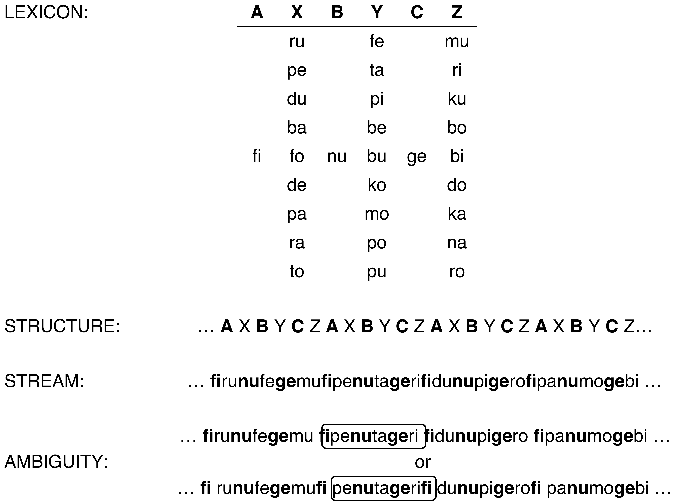 LEXICON: A X B Y C Z
ru fe mu
pe ta ri
du pi ku
ba be bo
fi fo nu bu ge bi
de ko do
pa mo ka
ra po na
to pu ro
STRUCTURE: ... A X B Y C Z A X B Y C Z A X B Y C Z A X B Y C Z...
STREAM: ... firunufegemufipenutagerifidunupigerofipanumogebi ...
... firunufegemu fipenutageri fidunupigero fipanumogebi ...
AMBIGUITY: or
... fi runufegemufi penutagerifi dunupigerofi panumogebi ...